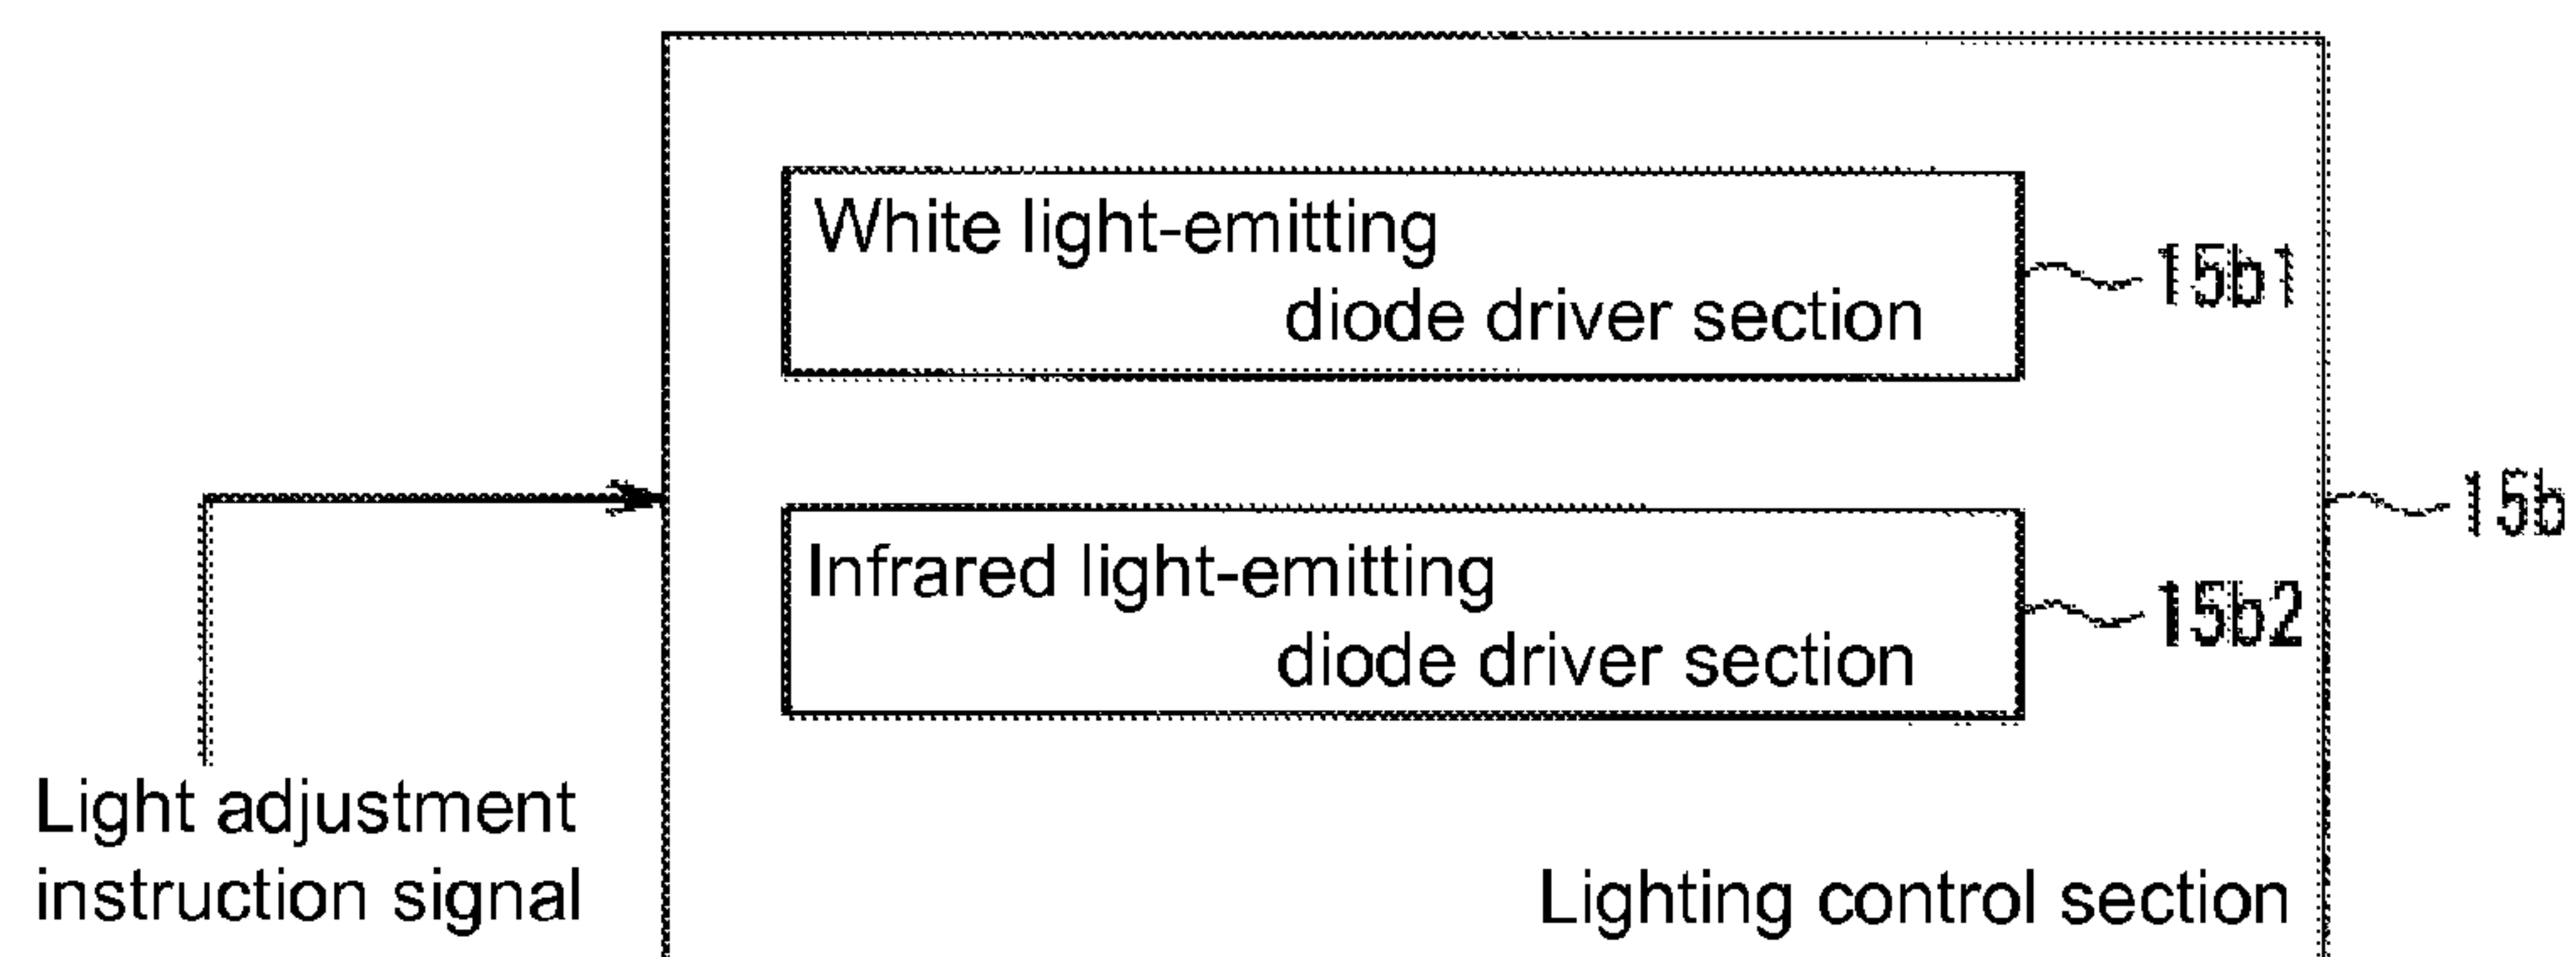 White light-emitting
diode driver section
15b1
15b
Infrared light-emitting
diode driver section
15b2
Light adjustment
instruction signal
Lighting control section